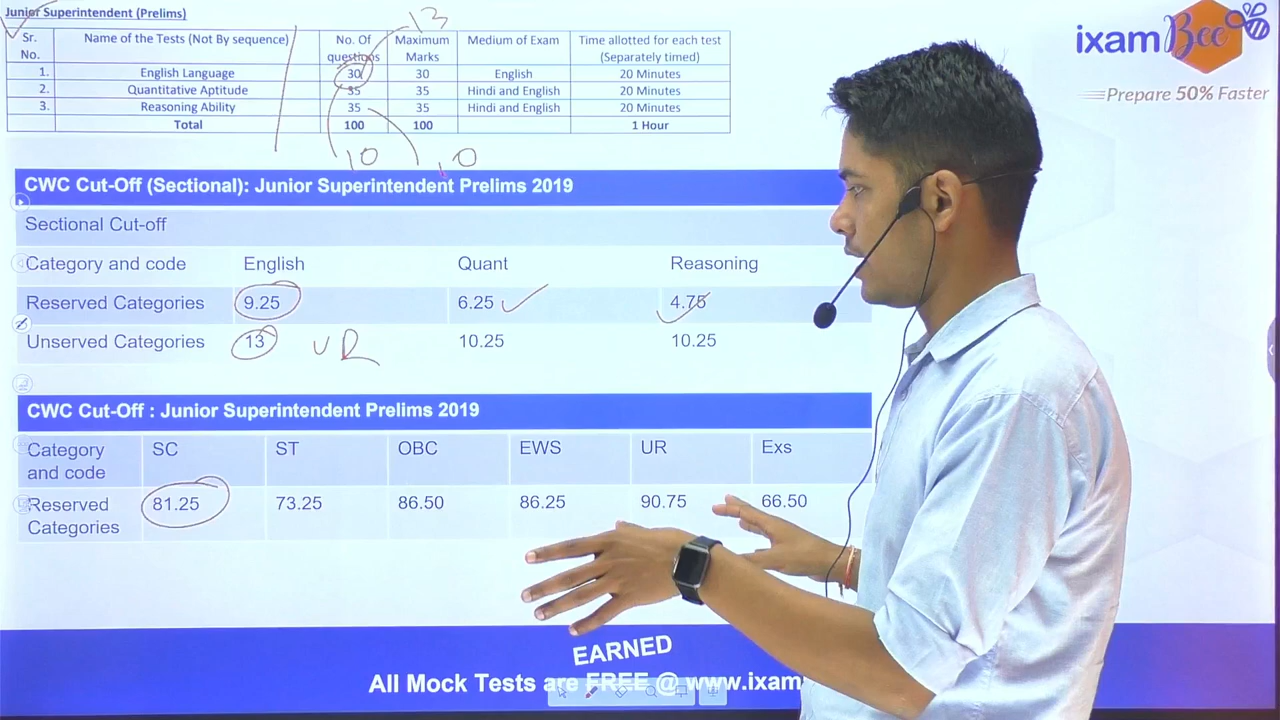 Junior Superintendent (Prelims)
13
Sr. No. Name of the Tests (Not By sequence) No. Of questions Maximum Marks Medium of Exam Time allotted for each test (Separately timed)
1. English Language 30 30 English 20 Minutes
2. Quantitative Aptitude 35 35 Hindi and English 20 Minutes
3. Reasoning Ability 35 35 Hindi and English 20 Minutes
Total 100 100 1 Hour
10 10
ixamBee
Prepare 50% Faster
CWC Cut-Off (Sectional): Junior Superintendent Prelims 2019
Sectional Cut-off
Category and code English Quant Reasoning
Reserved Categories 9.25 6.25 4.75
Unserved Categories 13 UR 10.25 10.25
CWC Cut-Off : Junior Superintendent Prelims 2019
Category and code SC ST OBC EWS UR Exs
Reserved Categories 81.25 73.25 86.50 86.25 90.75 66.50
EARNED
All Mock Tests are FREE @ www.ixam